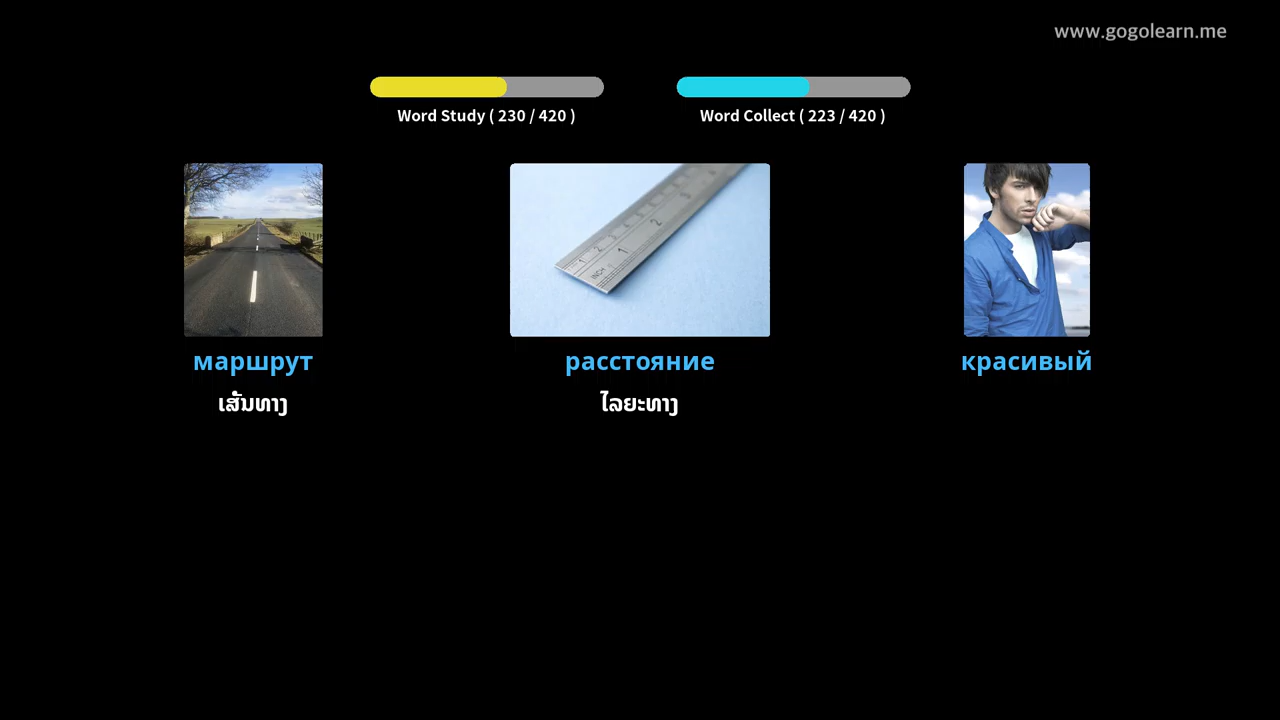 www.gogolearn.me
Word Study ( 230 / 420 )
Word Collect ( 223 / 420 )
маршрут
расстояние
красивый
ເສັ້ນທາງ
ໄລຍະທາງ